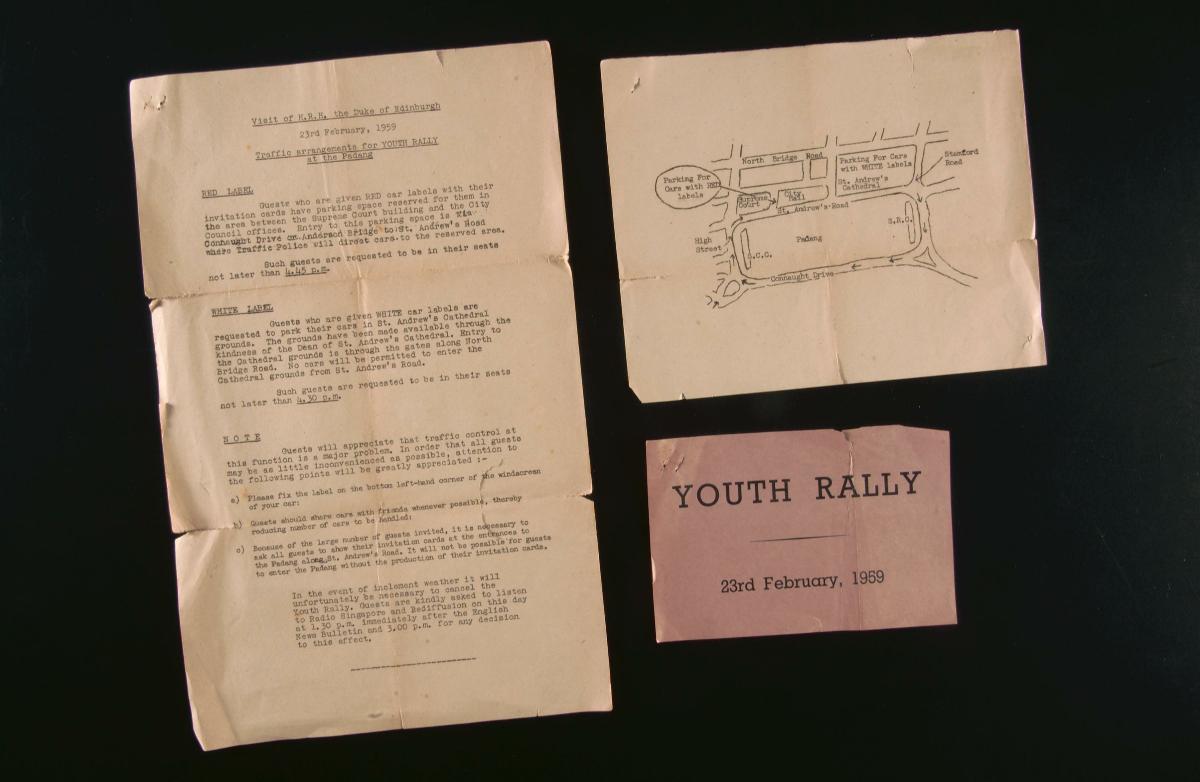 Visit of H.R.H. the Duke of Edinburgh
23rd February, 1959
Traffic arrangements for YOUTH RALLY
at the Padang
RED LABEL
Guests who are given RED car labels with their
invitation cards have parking space reserved for them in
the area between the Supreme Court building and the City
Council offices. Entry to this parking space is via
Connaught Drive or Anderson Bridge to St. Andrew's Road
where Traffic Police will direct cars to the reserved area.
Such guests are requested to be in their seats
not later than 4.45 p.m.
WHITE LABEL
Guests who are given WHITE car labels are
requested to park their cars in St. Andrew's Cathedral
grounds. The grounds have been made available through the
kindness of the Dean of St. Andrew's Cathedral. Entry to
the Cathedral grounds is through the gates along North
Bridge Road. No cars will be permitted to enter the
Cathedral grounds from St. Andrew's Road.
Such guests are requested to be in their seats
not later than 4.30 p.m.
N O T E
Guests will appreciate that traffic control at
this function is a major problem. In order that all guests
may be as little inconvenienced as possible, attention to
the following points will be greatly appreciated :-
a) Please fix the label on the bottom left-hand corner of the windscreen
of your car;
b) Guests should share cars with friends whenever possible, thereby
reducing number of cars to be handled;
c) Because of the large number of guests invited, it is necessary to
ask all guests to show their invitation cards at the entrances to
the Padang along St. Andrew's Road. It will not be possible for guests
to enter the Padang without the production of their invitation cards.
In the event of inclement weather it will
unfortunately be necessary to cancel the
Youth Rally. Guests are kindly asked to listen
to Radio Singapore and Rediffusion on this day
at 1.30 p.m. immediately after the English
News Bulletin and 3.00 p.m. for any decision
to this effect.
North Bridge Road
Parking For Cars
with WHITE labels
Stamford
Road
Parking For
Cars with RED
labels
St. Andrew's
Cathedral
Supreme
Court
City
Hall
St. Andrew's Road
S.R.C.
High
Street
Padang
S.C.C.
Connaught Drive
YOUTH RALLY
23rd February, 1959